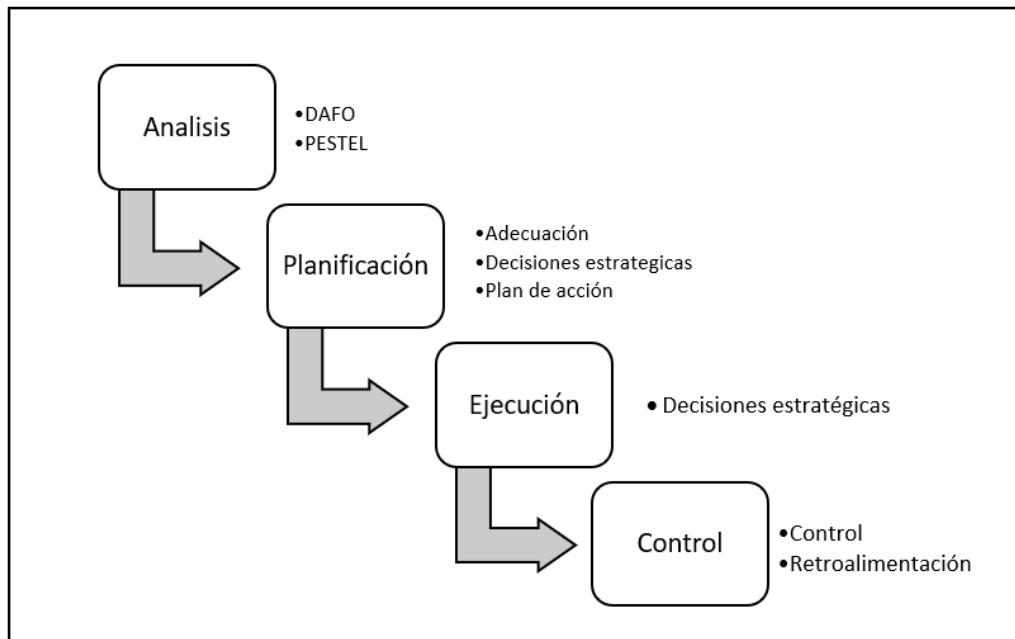 Analisis
•DAFO
•PESTEL
Planificación
•Adecuación
•Decisiones estrategicas
•Plan de acción
Ejecución
• Decisiones estratégicas
Control
•Control
•Retroalimentación